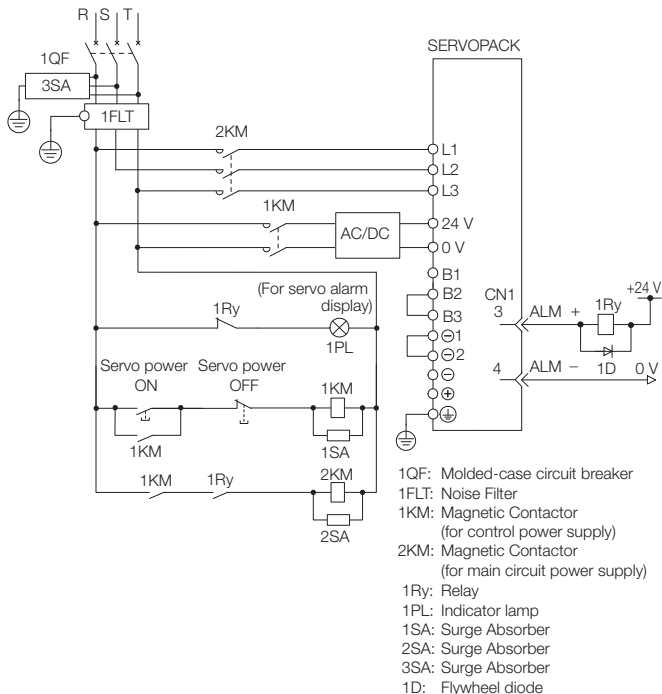 R S T
SERVOPACK
1QF
3SA
1FLT
2KM
L1
L2
L3
1KM
24 V
AC/DC
0 V
B1
(For servo alarm display)
B2
CN1
+24 V
3
ALM +
1Ry
B3
1Ry
1PL
⊖1
⊖2
Servo power ON
Servo power OFF
⊖
4
ALM −
1D
0 V
⊕
1KM
1KM
1SA
1KM
1Ry
2KM
2SA
1QF: Molded-case circuit breaker
1FLT: Noise Filter
1KM: Magnetic Contactor
(for control power supply)
2KM: Magnetic Contactor
(for main circuit power supply)
1Ry: Relay
1PL: Indicator lamp
1SA: Surge Absorber
2SA: Surge Absorber
3SA: Surge Absorber
1D: Flywheel diode